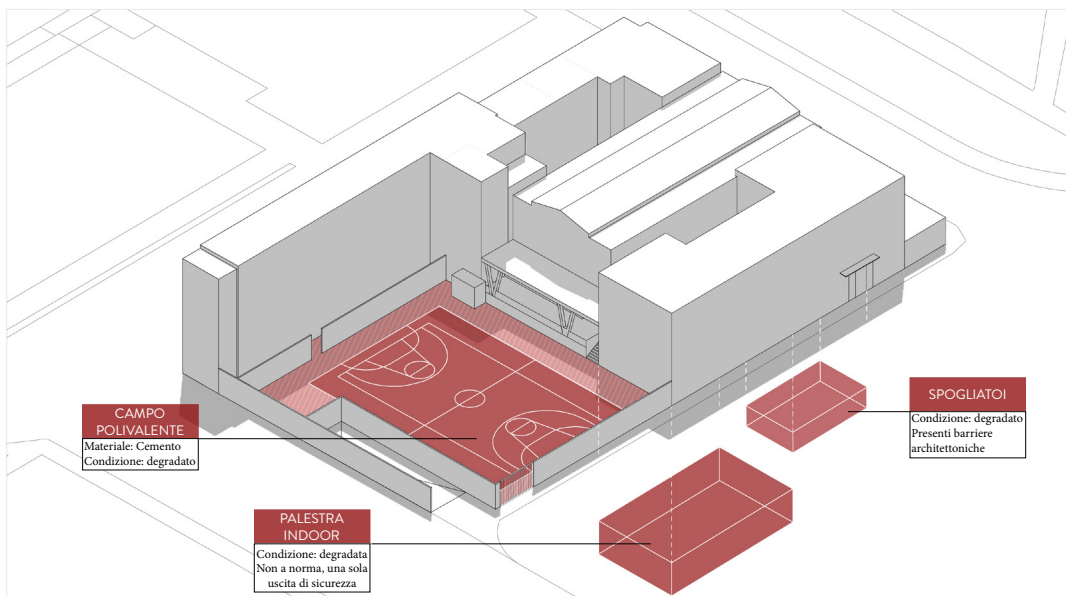 CAMPO
POLIVALENTE
Materiale: Cemento
Condizione: degradato
PALESTRA
INDOOR
Condizione: degradata
Non a norma, una sola
uscita di sicurezza
SPOGLIATOI
Condizione: degradato
Presenti barriere
architettoniche